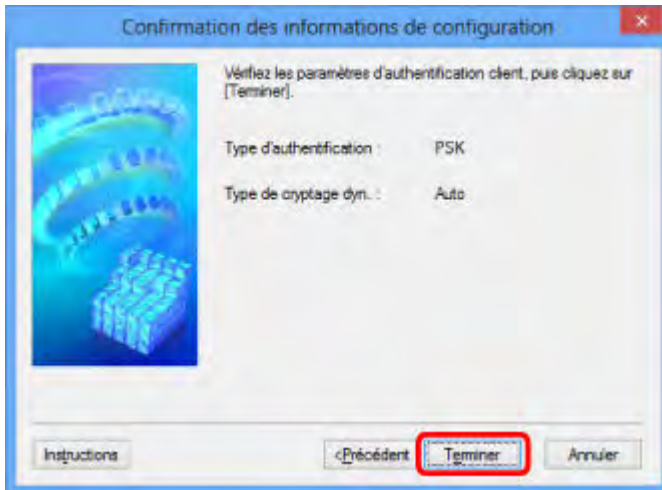 Confirmation des informations de configuration
Vérifiez les paramètres d'authentification client, puis cliquez sur
[Terminer].
Type d'authentification : PSK
Type de cryptage dyn. : Auto
Instructions <Précédent Terminer Annuler